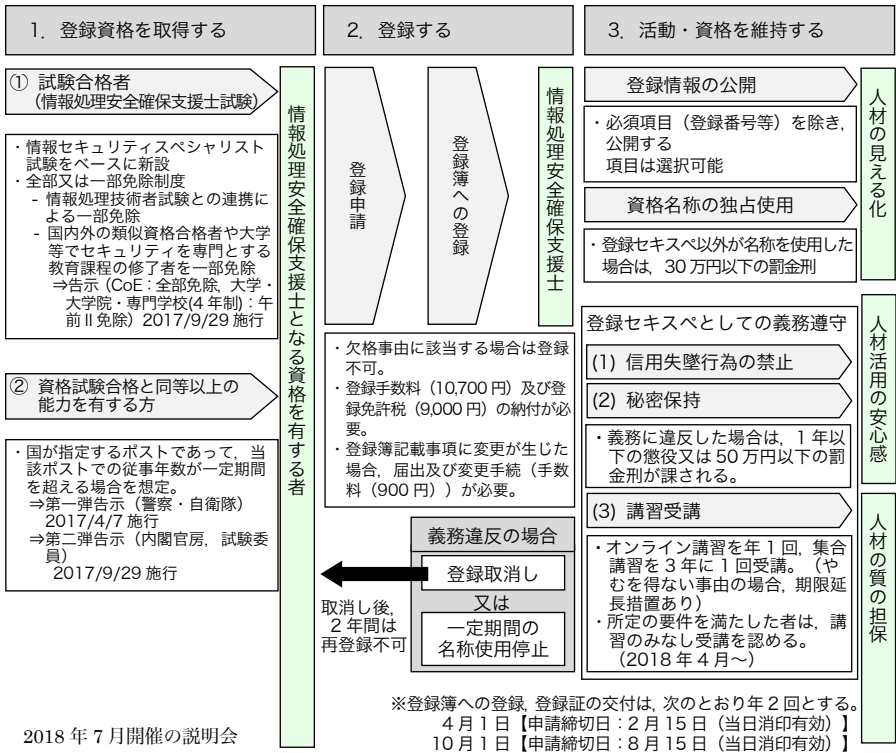 1．登録資格を取得する
① 試験合格者
（情報処理安全確保支援士試験）
・情報セキュリティスペシャリスト
試験をベースに新設
・全部又は一部免除制度
- 情報処理技術者試験との連携に
よる一部免除
- 国内外の類似資格合格者や大学
等でセキュリティを専門とする
教育課程の修了者を一部免除
⇒告示（CoE：全部免除，大学・
大学院・専門学校(4年制)：午
前Ⅱ免除）2017/9/29 施行
② 資格試験合格と同等以上の
能力を有する方
・国が指定するポストであって，当
該ポストでの従事年数が一定期間
を超える場合を想定。
⇒第一弾告示（警察・自衛隊）
2017/4/7 施行
⇒第二弾告示（内閣官房，試験委
員）
2017/9/29 施行
情報処理安全確保支援士となる資格を有する者
2．登録する
登録申請
登録簿への登録
情報処理安全確保支援士
・欠格事由に該当する場合は登録
不可。
・登録手数料（10,700 円）及び登
録免許税（9,000 円）の納付が必
要。
・登録簿記載事項に変更が生じた
場合，届出及び変更手続（手数
料（900 円））が必要。
義務違反の場合
登録取消し
又は
一定期間の
名称使用停止
取消し後，
2 年間は
再登録不可
3．活動・資格を維持する
登録情報の公開
・必須項目（登録番号等）を除き，
公開する
項目は選択可能
資格名称の独占使用
・登録セキスペ以外が名称を使用した
場合は，30 万円以下の罰金刑
人材の見える化
登録セキスペとしての義務遵守
(1) 信用失墜行為の禁止
(2) 秘密保持
・義務に違反した場合は，1 年以
下の懲役又は 50 万円以下の罰
金刑が課される。
人材活用の安心感
(3) 講習受講
・オンライン講習を年 1 回，集合
講習を 3 年に 1 回受講。（や
むを得ない事由の場合，期限延
長措置あり）
・所定の要件を満たした者は，講
習のみなし受講を認める。
（2018 年 4 月～）
人材の質の担保
※登録簿への登録，登録証の交付は，次のとおり年 2 回とする。
4 月 1 日【申請締切日：2 月 15 日（当日消印有効）】
10 月 1 日【申請締切日：8 月 15 日（当日消印有効）】
2018 年 7 月開催の説明会